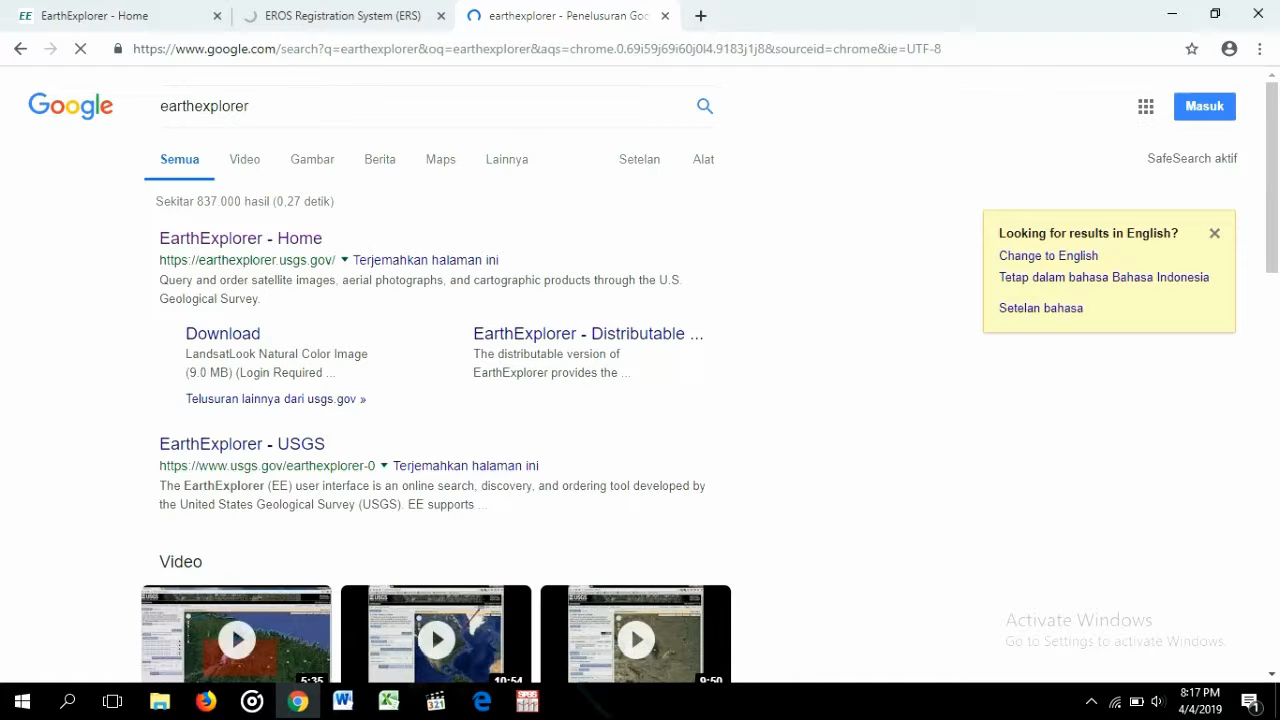 EE EarthExplorer - Home
EROS Registration System (ERS)
earthexplorer - Penelusuran Goo
https://www.google.com/search?q=earthexplorer&oq=earthexplorer&aqs=chrome.0.69i59j69i60j0l4.9183j1j8&sourceid=chrome&ie=UTF-8
Google
earthexplorer
Masuk
Semua Video Gambar Berita Maps Lainnya Setelan Alat
SafeSearch aktif
Sekitar 837.000 hasil (0,27 detik)
EarthExplorer - Home
https://earthexplorer.usgs.gov/ Terjemahkan halaman ini
Query and order satellite images, aerial photographs, and cartographic products through the U.S.
Geological Survey.
Download
LandsatLook Natural Color Image
(9.0 MB) (Login Required ...
EarthExplorer - Distributable ...
The distributable version of
EarthExplorer provides the ...
Telusuran lainnya dari usgs.gov »
EarthExplorer - USGS
https://www.usgs.gov/earthexplorer-0 Terjemahkan halaman ini
The EarthExplorer (EE) user interface is an online search, discovery, and ordering tool developed by
the United States Geological Survey (USGS). EE supports ...
Video
10:54
9:50
Looking for results in English?
Change to English
Tetap dalam bahasa Bahasa Indonesia
Setelan bahasa
Activate Windows
Go to Settings to activate Windows.
8:17 PM
4/4/2019